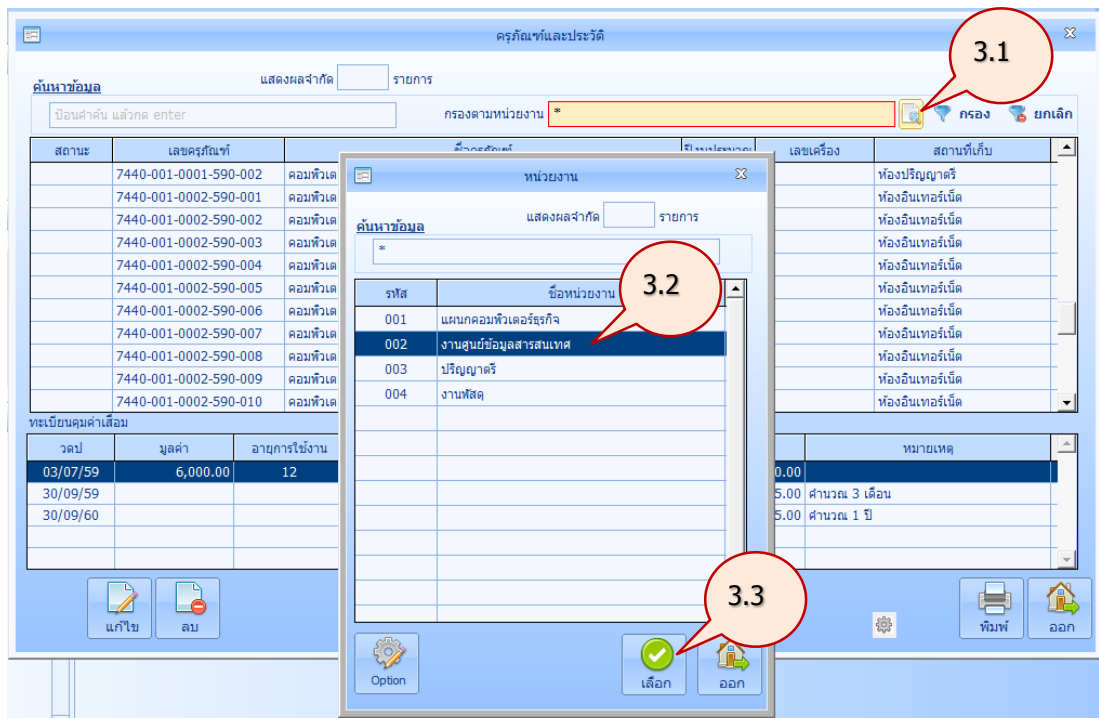 ครุภัณฑ์และประวัติ
3.1
แสดงผลจำกัด รายการ
ค้นหาข้อมูล
ป้อนคำค้น แล้วกด enter กรองตามหน่วยงาน * กรอง ยกเลิก
สถานะ เลขครุภัณฑ์ ชื่อครุภัณฑ์ ปีงบประมาณ เลขเครื่อง สถานที่เก็บ
7440-001-0001-590-002 คอมพิวเต ห้องปริญญาตรี
7440-001-0002-590-001 คอมพิวเต ห้องอินเทอร์เน็ต
7440-001-0002-590-002 คอมพิวเต ห้องอินเทอร์เน็ต
7440-001-0002-590-003 คอมพิวเต ห้องอินเทอร์เน็ต
7440-001-0002-590-004 คอมพิวเต ห้องอินเทอร์เน็ต
7440-001-0002-590-005 คอมพิวเต ห้องอินเทอร์เน็ต
7440-001-0002-590-006 คอมพิวเต ห้องอินเทอร์เน็ต
7440-001-0002-590-007 คอมพิวเต ห้องอินเทอร์เน็ต
7440-001-0002-590-008 คอมพิวเต ห้องอินเทอร์เน็ต
7440-001-0002-590-009 คอมพิวเต ห้องอินเทอร์เน็ต
7440-001-0002-590-010 คอมพิวเต ห้องอินเทอร์เน็ต
ทะเบียนคุมค่าเสื่อม
วดป มูลค่า อายุการใช้งาน หมายเหตุ
03/07/59 6,000.00 12 0.00
30/09/59 5.00 คำนวณ 3 เดือน
30/09/60 5.00 คำนวณ 1 ปี
แก้ไข ลบ พิมพ์ ออก
หน่วยงาน
แสดงผลจำกัด รายการ
ค้นหาข้อมูล
*
3.2
รหัส ชื่อหน่วยงาน
001 แผนกคอมพิวเตอร์ธุรกิจ
002 งานศูนย์ข้อมูลสารสนเทศ
003 ปริญญาตรี
004 งานพัสดุ
3.3
Option เลือก ออก